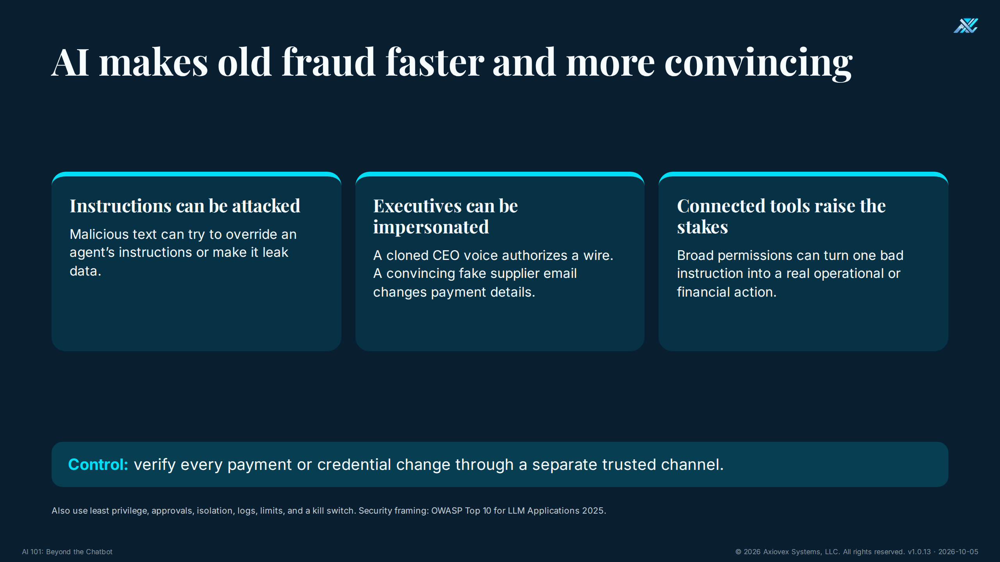 AI makes old fraud faster and more convincing
Instructions can be attacked
Malicious text can try to override an
agent’s instructions or make it leak
data.
Executives can be
impersonated
A cloned CEO voice authorizes a wire.
A convincing fake supplier email
changes payment details.
Connected tools raise the
stakes
Broad permissions can turn one bad
instruction into a real operational or
financial action.
Control: verify every payment or credential change through a separate trusted channel.
Also use least privilege, approvals, isolation, logs, limits, and a kill switch. Security framing: OWASP Top 10 for LLM Applications 2025.
AI 101: Beyond the Chatbot
© 2026 Axiovex Systems, LLC. All rights reserved. v1.0.13 · 2026-10-05